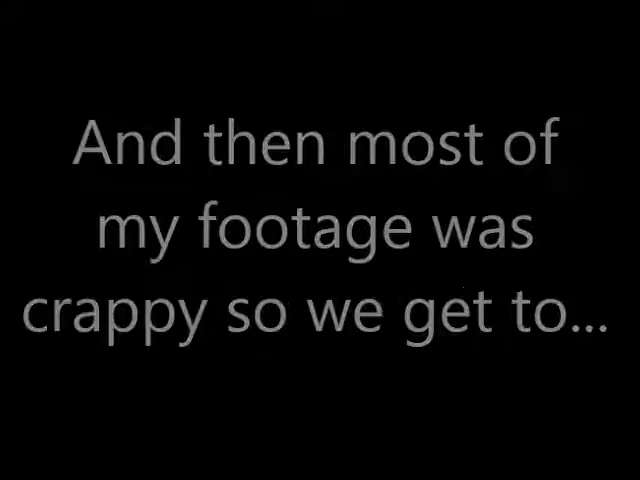 And then most of
my footage was
crappy so we get to...